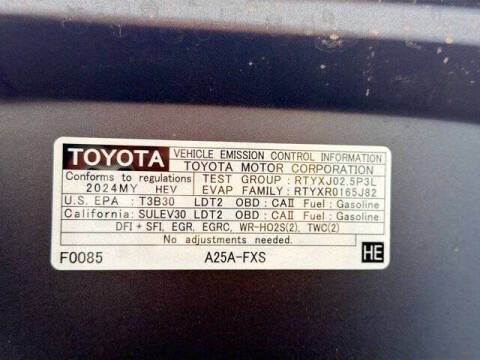 TOYOTA VEHICLE EMISSION CONTROL INFORMATION
TOYOTA MOTOR CORPORATION
Conforms to regulations TEST GROUP : RTYXJ02.5P3L
2024MY HEV EVAP FAMILY : RTYXR0165J82
U.S. EPA : T3B30 LDT2 OBD : CAII Fuel : Gasoline
California: SULEV30 LDT2 OBD : CAII Fuel : Gasoline
DFI + SFI, EGR, EGRC, WR-HO2S(2), TWC(2)
No adjustments needed.
F0085 A25A-FXS HE